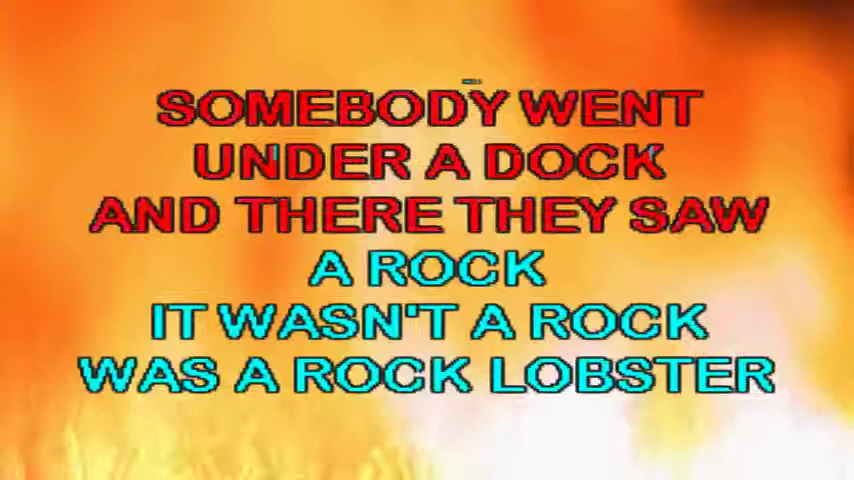 SOMEBODY WENT
UNDER A DOCK
AND THERE THEY SAW
A ROCK
IT WASN'T A ROCK
WAS A ROCK LOBSTER